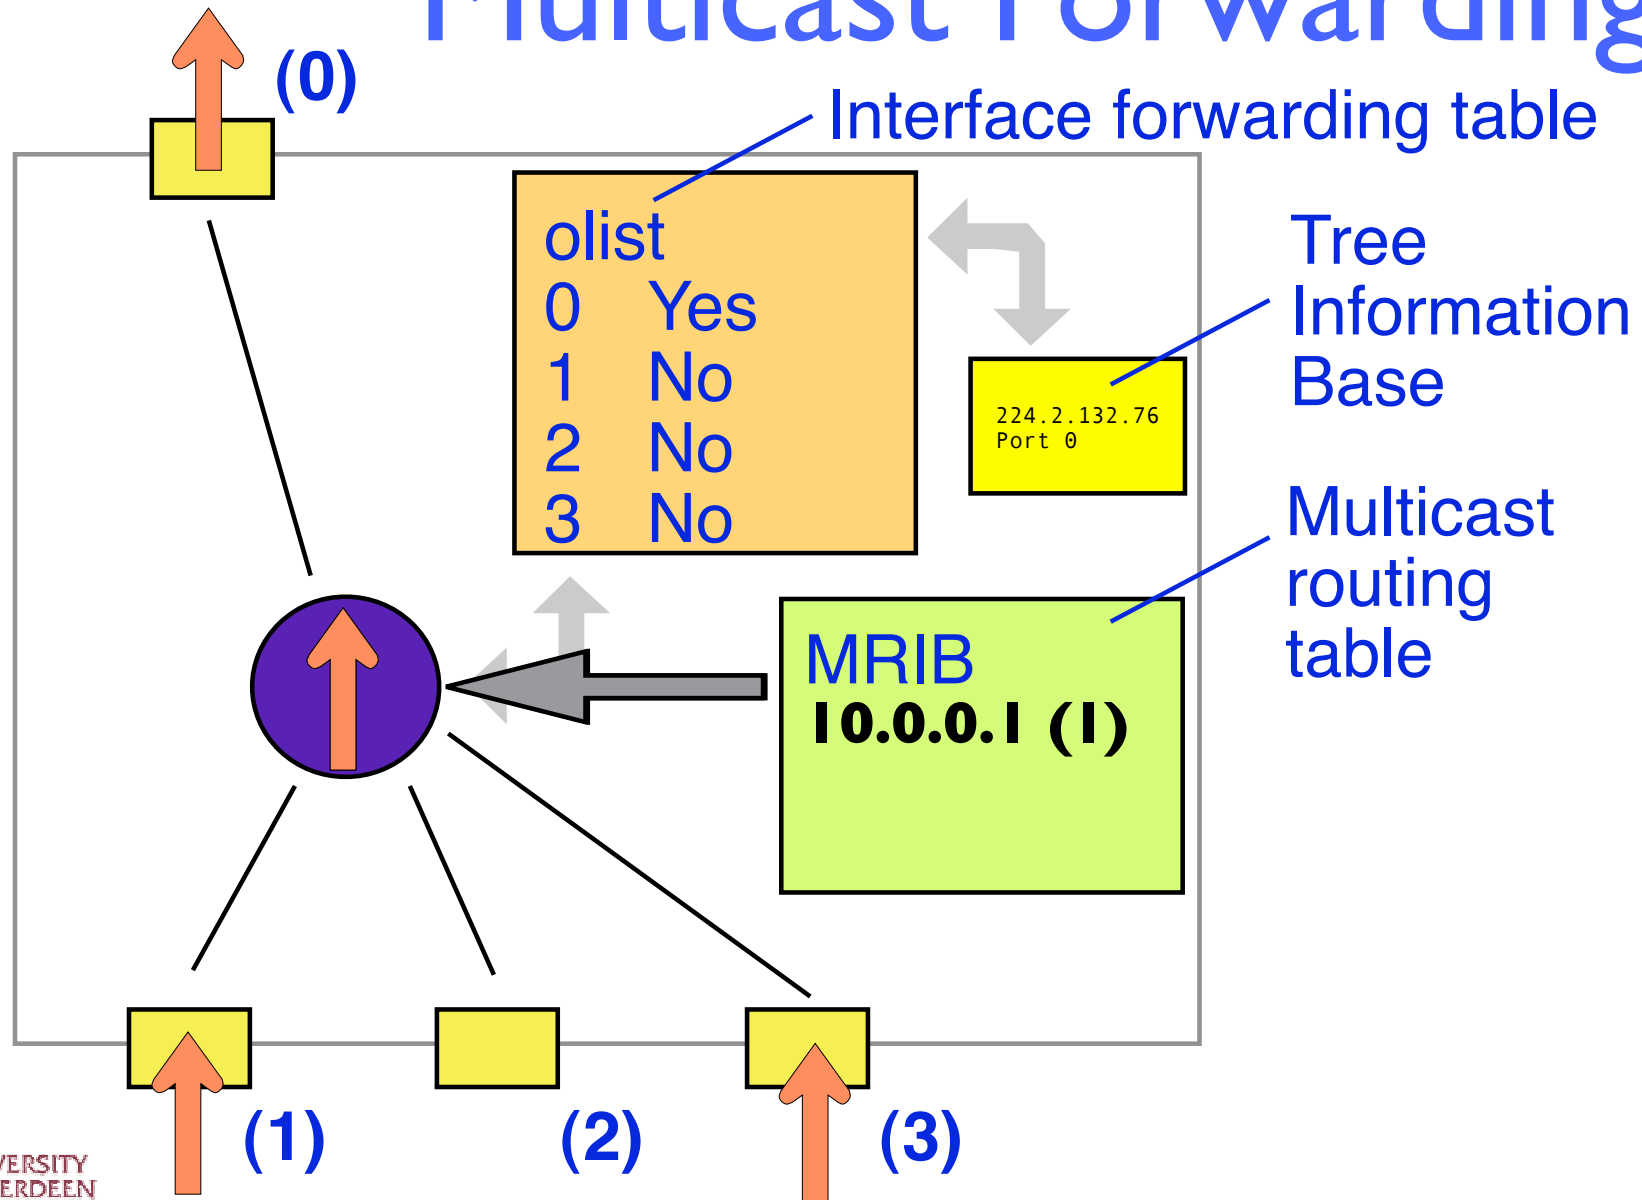 Multicast Forwarding
(0)
Interface forwarding table
olist
0 Yes
1 No
2 No
3 No
Tree
Information
Base
224.2.132.76
Port 0
Multicast
routing
table
MRIB
10.0.0.1 (1)
(1)
(2)
(3)
VERSITY
ERDEEN